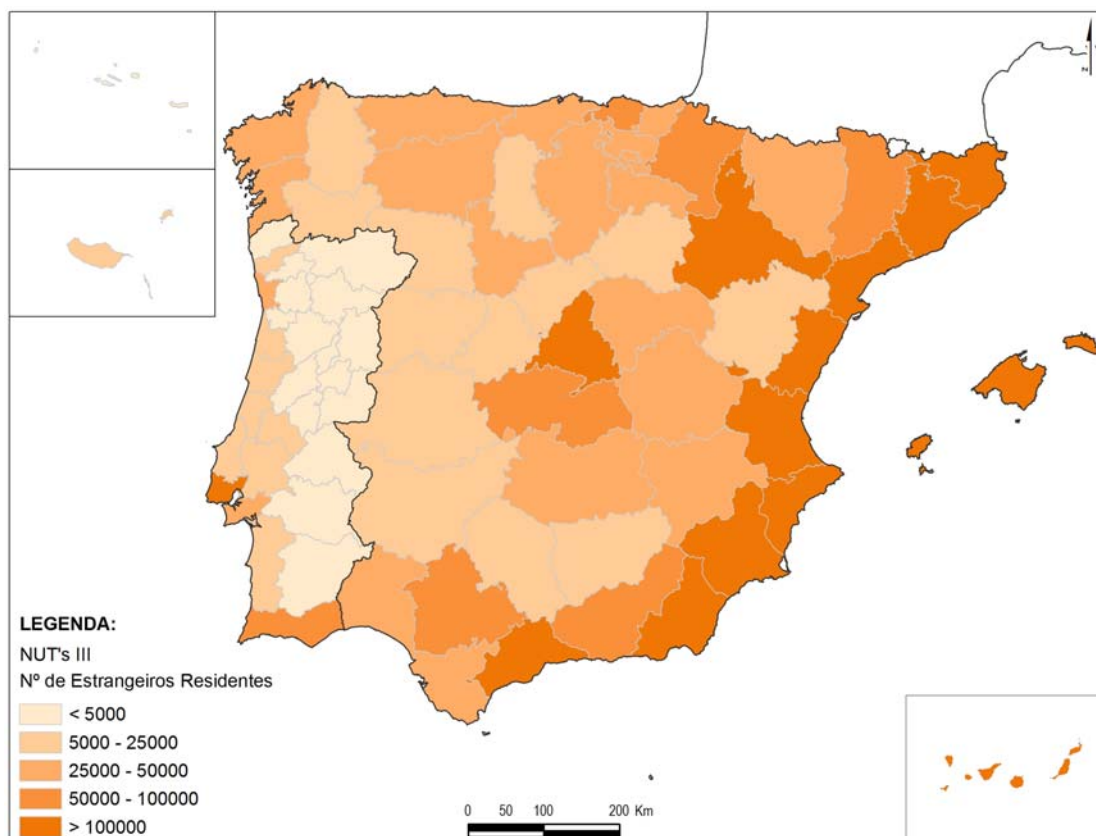 N
LEGENDA:
NUT's III
Nº de Estrangeiros Residentes
< 5000
5000 - 25000
25000 - 50000
50000 - 100000
> 100000
0 50 100 200 Km